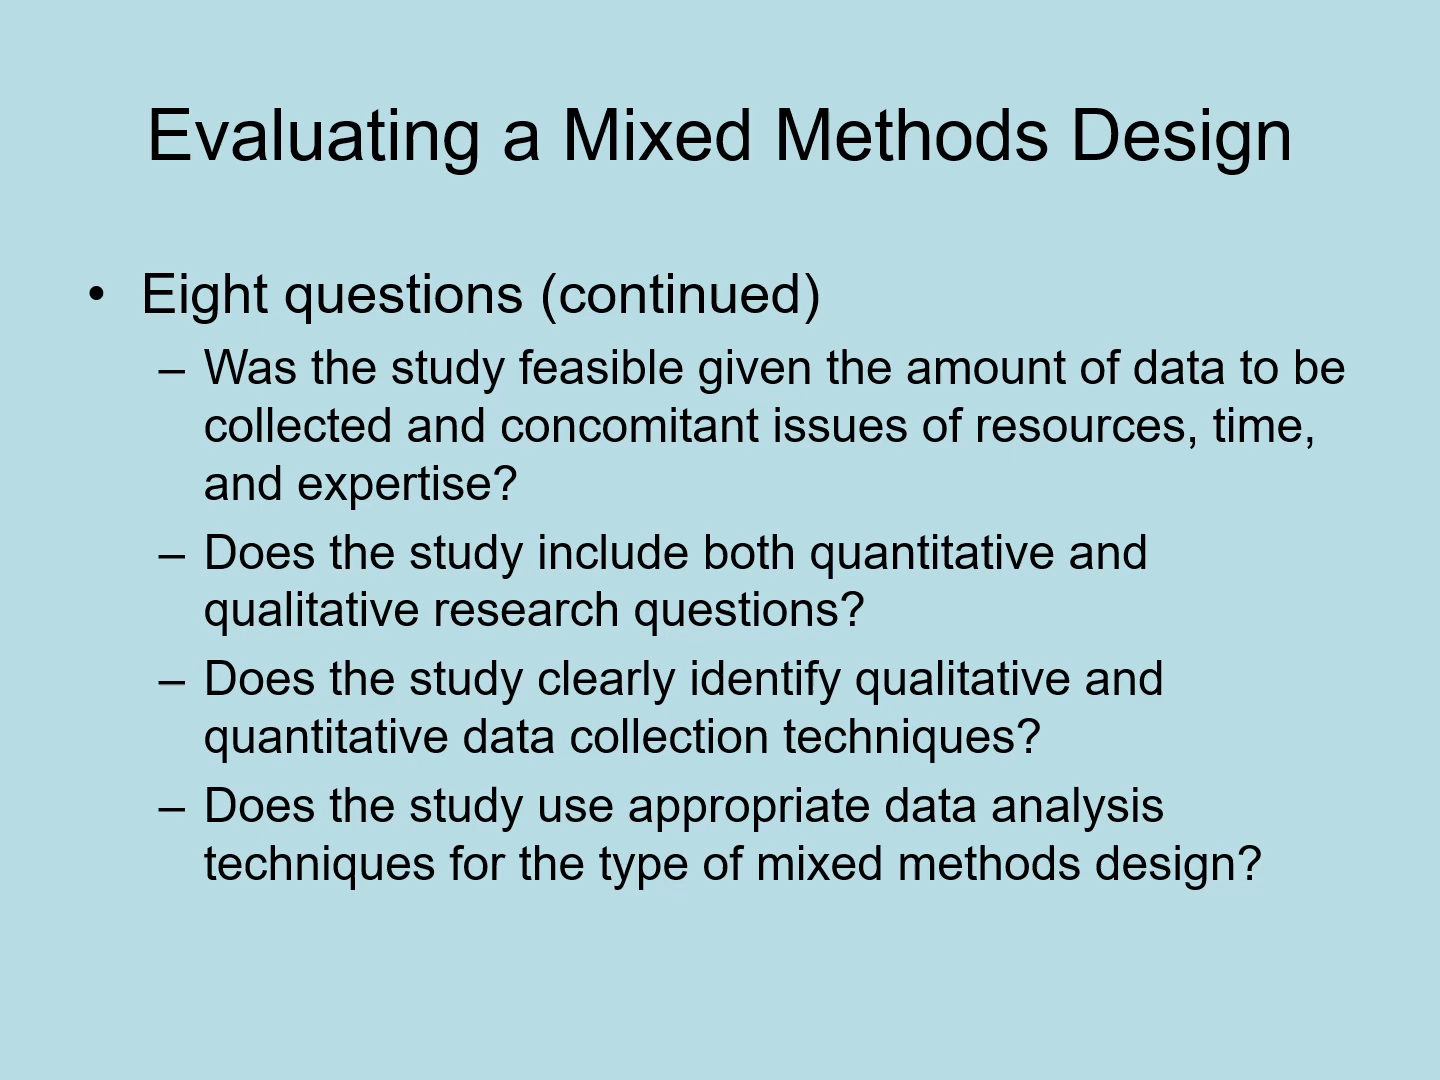 Evaluating a Mixed Methods Design
• Eight questions (continued)
– Was the study feasible given the amount of data to be
collected and concomitant issues of resources, time,
and expertise?
– Does the study include both quantitative and
qualitative research questions?
– Does the study clearly identify qualitative and
quantitative data collection techniques?
– Does the study use appropriate data analysis
techniques for the type of mixed methods design?